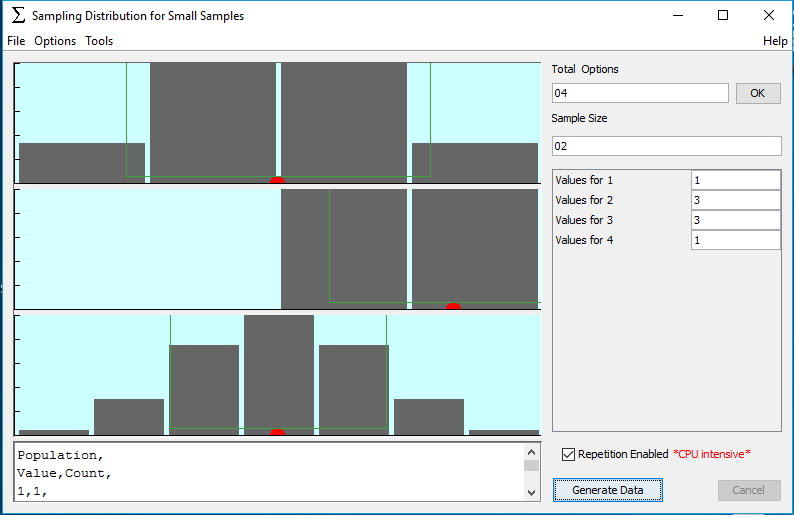 Σ Sampling Distribution for Small Samples
File Options Tools Help
Total Options
04 OK
Sample Size
02
Values for 1 1
Values for 2 3
Values for 3 3
Values for 4 1
Population,
Value,Count,
1,1,
Repetition Enabled *CPU intensive*
Generate Data Cancel